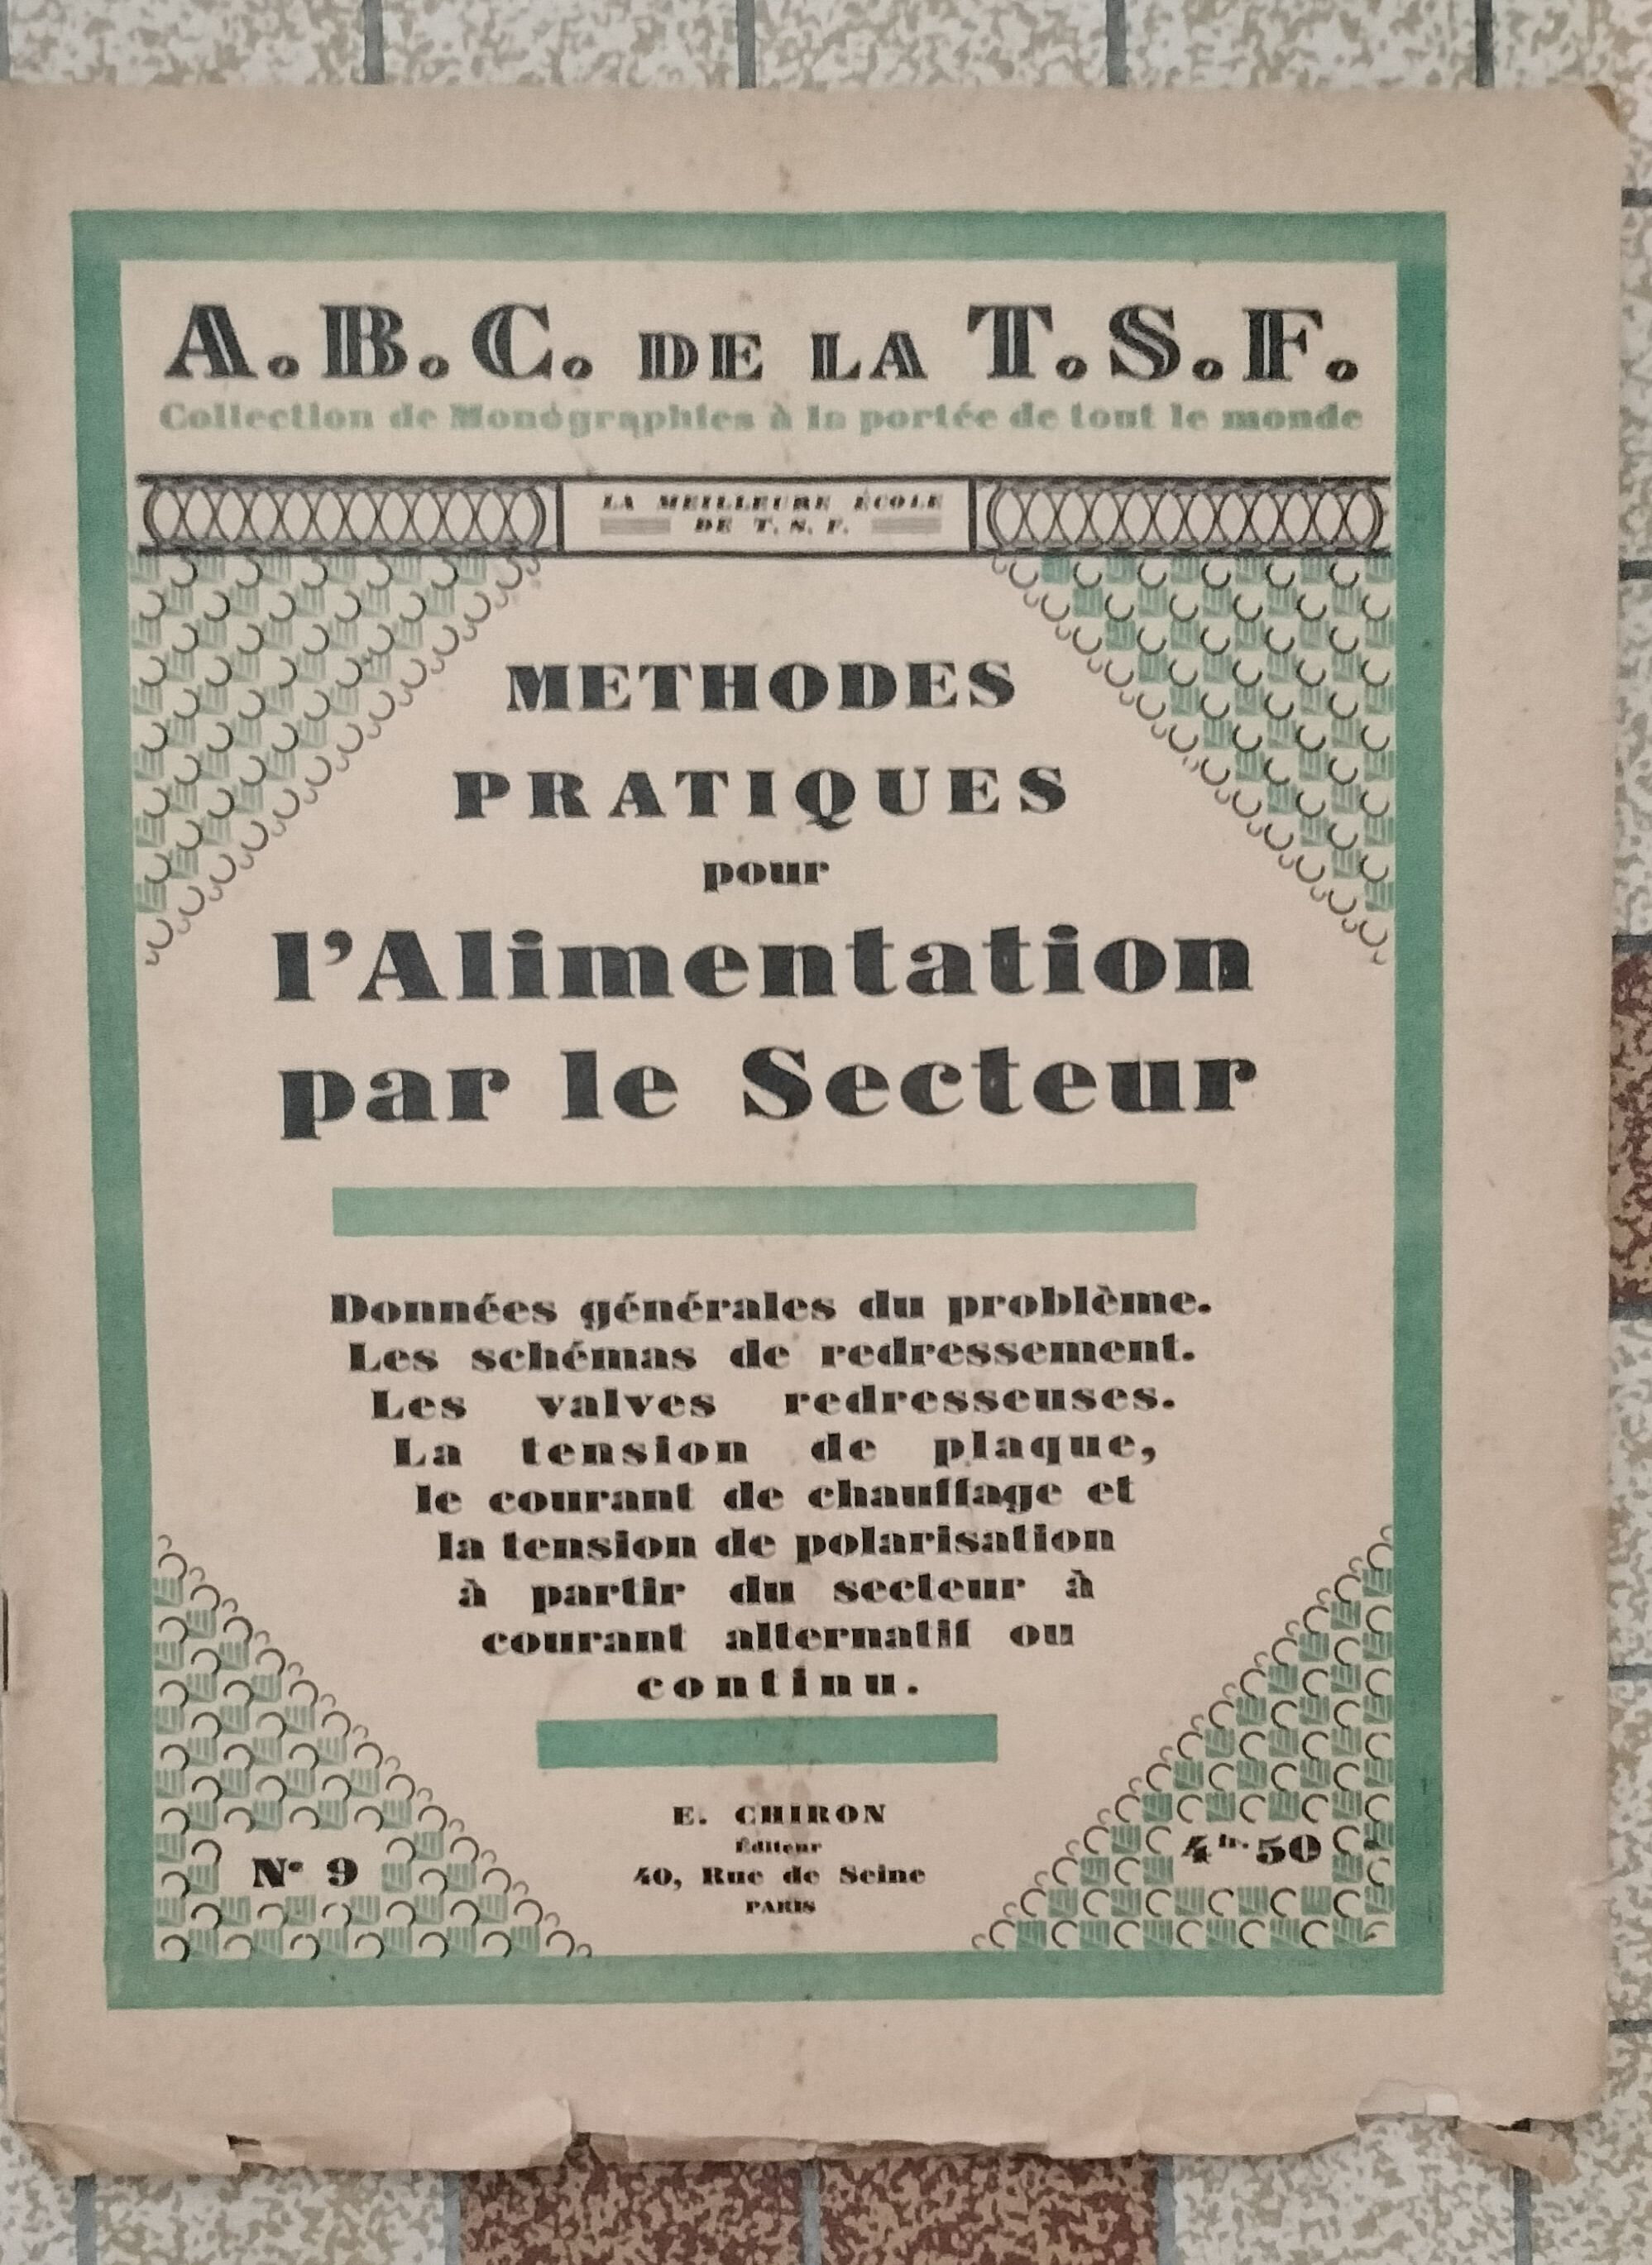 A.B.C. DE LA T.S.F.
Collection de Monographies à la portée de tout le monde
LA MEILLEURE ÉCOLE
DE T.S.F.
METHODES
PRATIQUES
pour
l'Alimentation
par le Secteur
Données générales du problème.
Les schémas de redressement.
Les valves redresseuses.
La tension de plaque,
le courant de chauffage et
la tension de polarisation
à partir du secteur à
courant alternatif ou
continu.
E. CHIRON
Éditeur
40, Rue de Seine
PARIS
N° 9
4 fr. 50